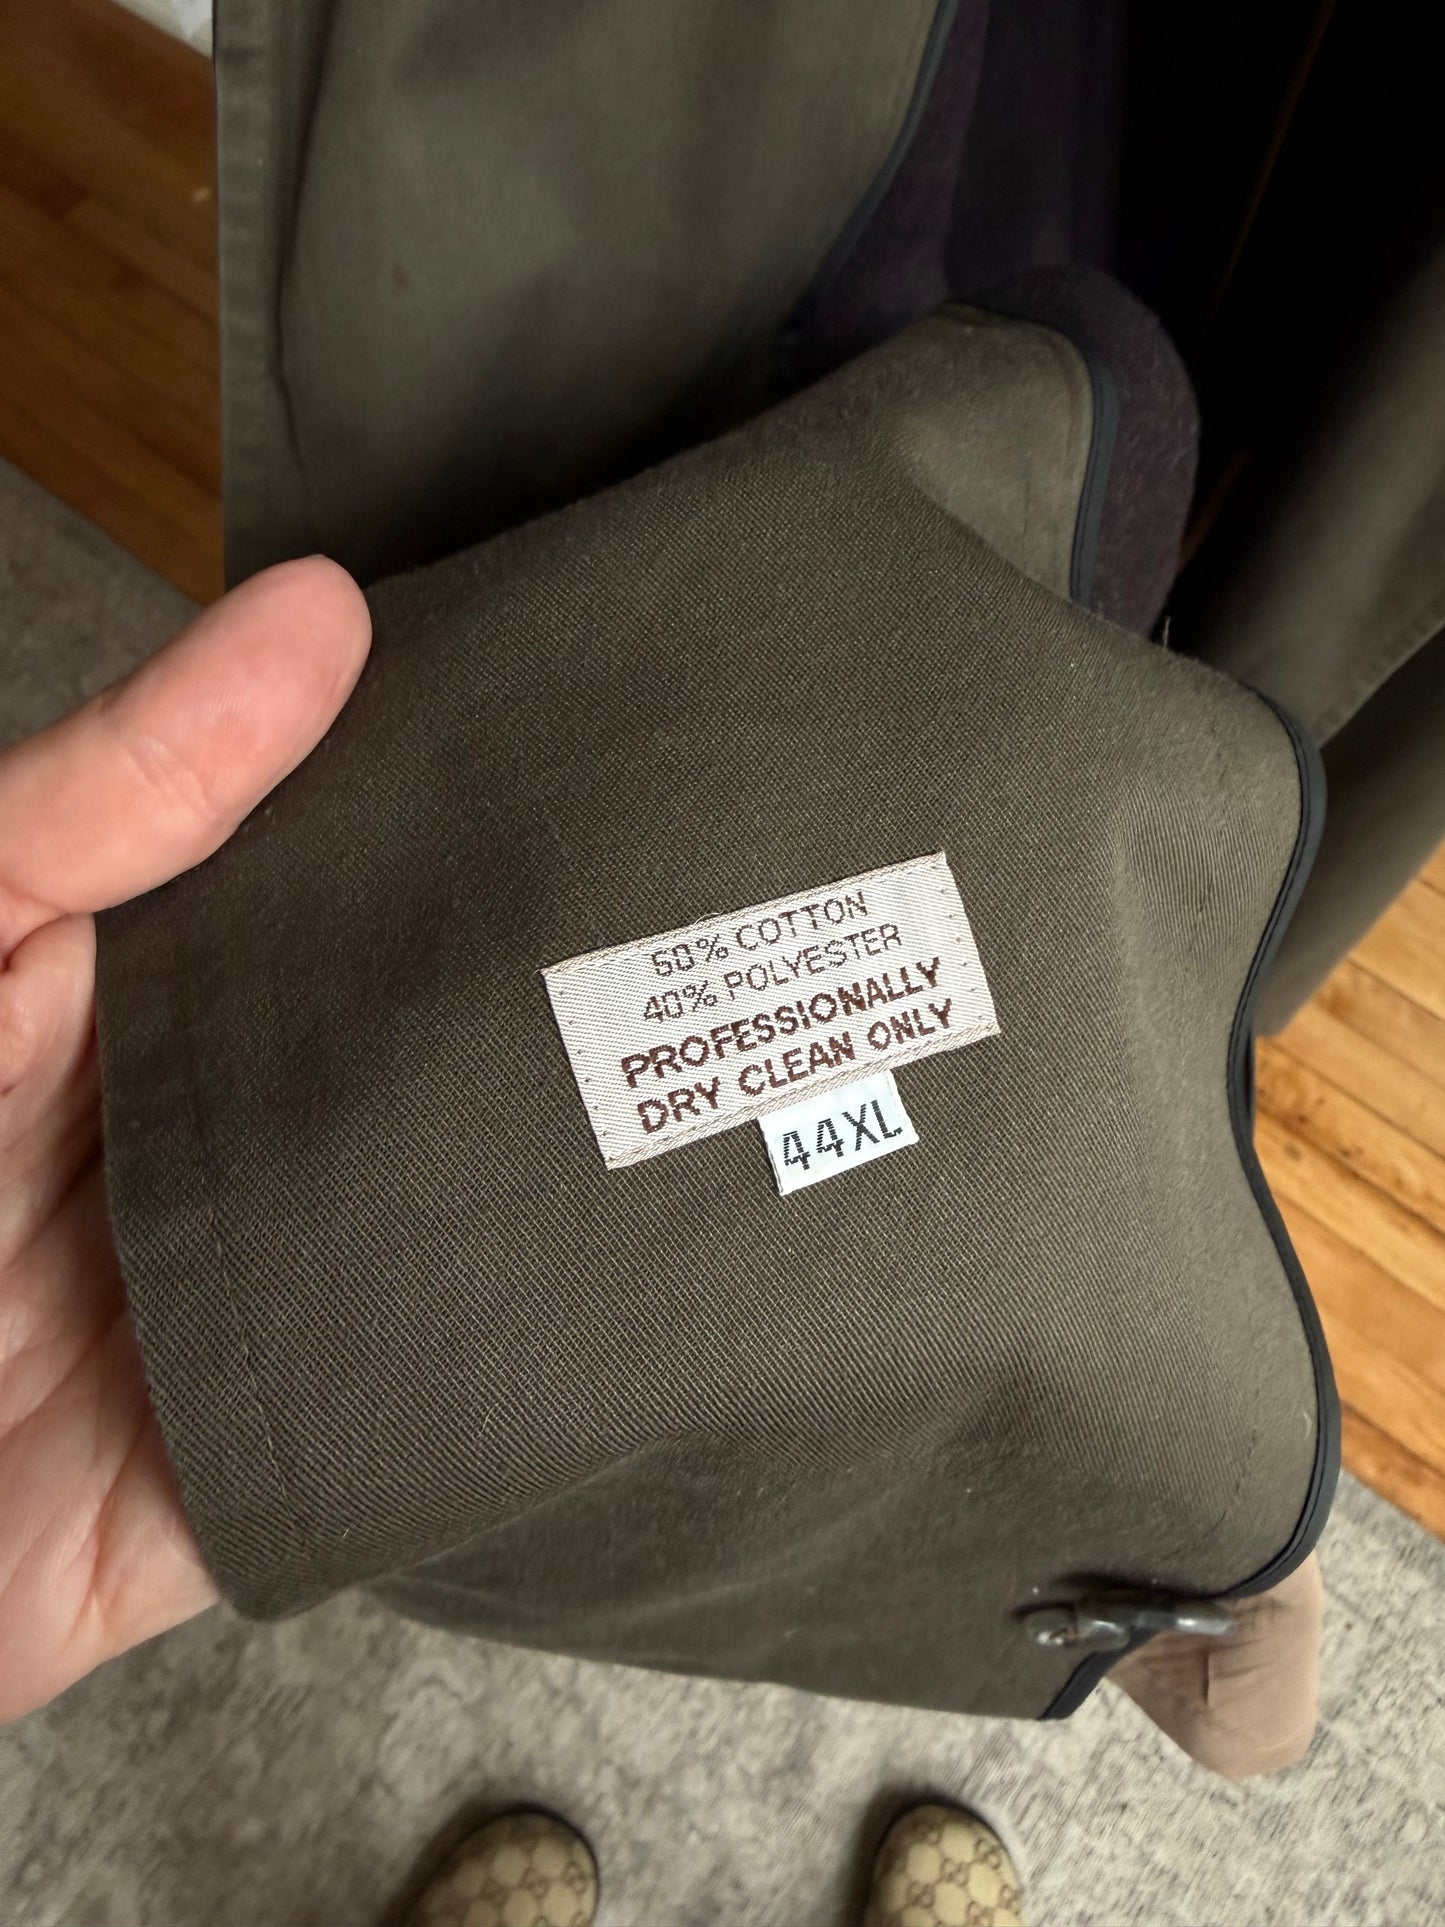 60% COTTON
40% POLYESTER
PROFESSIONALLY
DRY CLEAN ONLY
44XL